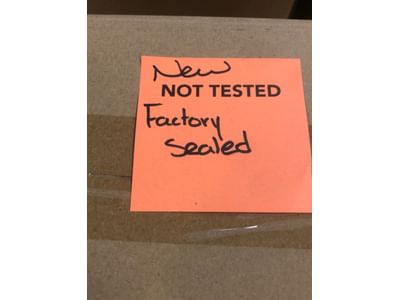 New
NOT TESTED
Factory
Sealed